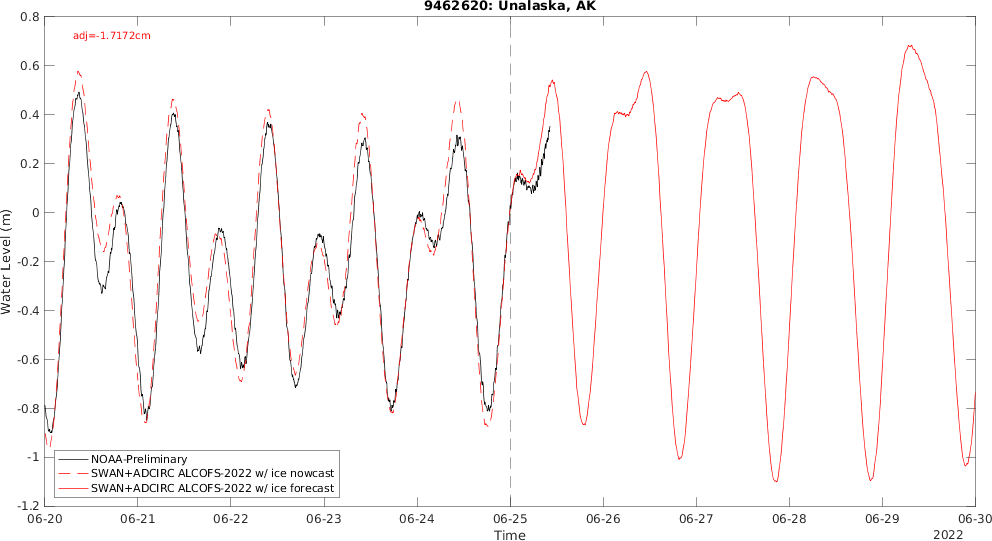 9462620: Unalaska, AK
adj=-1.7172cm
0.8
0.6
0.4
0.2
0
-0.2
-0.4
-0.6
-0.8
-1
-1.2
Water Level (m)
NOAA-Preliminary
SWAN+ADCIRC ALCOFS-2022 w/ ice nowcast
SWAN+ADCIRC ALCOFS-2022 w/ ice forecast
06-20 06-21 06-22 06-23 06-24 06-25 06-26 06-27 06-28 06-29 06-30
Time
2022